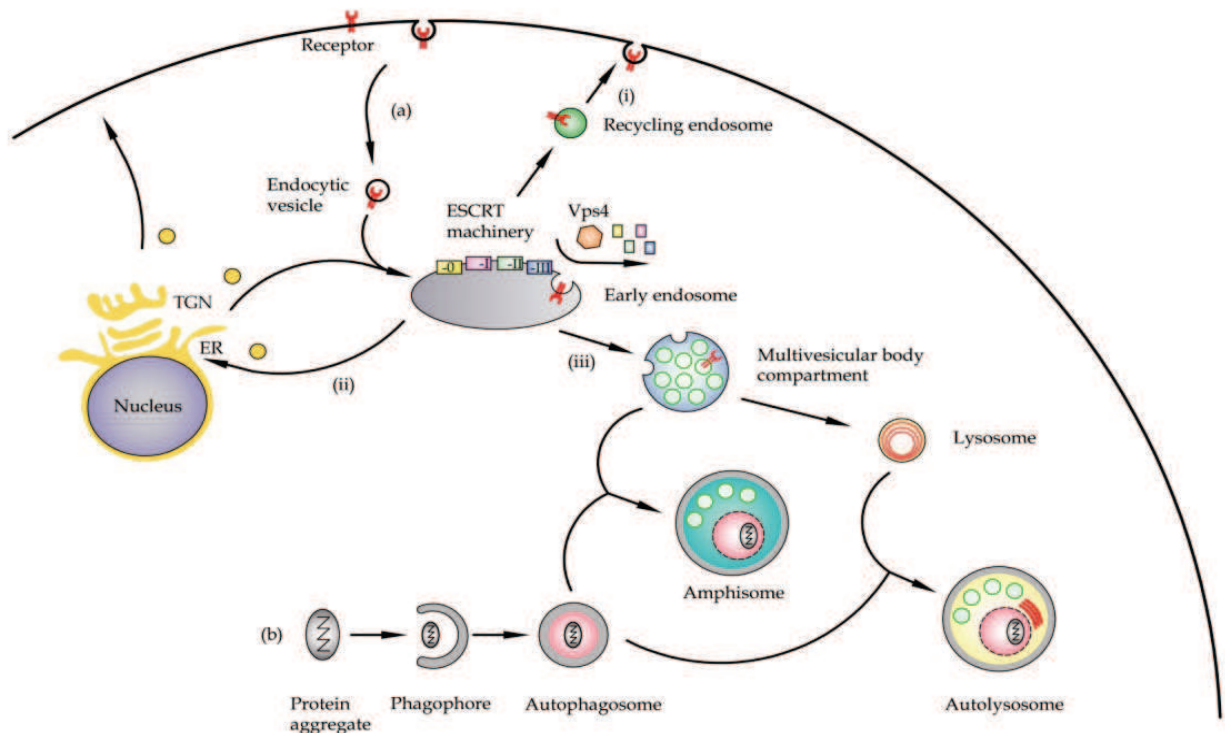 Receptor
(a)
(i)
Recycling endosome
Endocytic
vesicle
ESCRT
machinery
Vps4
-0
-I
-II
-III
TGN
Early endosome
ER
(ii)
(iii)
Multivesicular body
compartment
Nucleus
Lysosome
Amphisome
(b)
Protein
aggregate
Phagophore
Autophagosome
Autolysosome